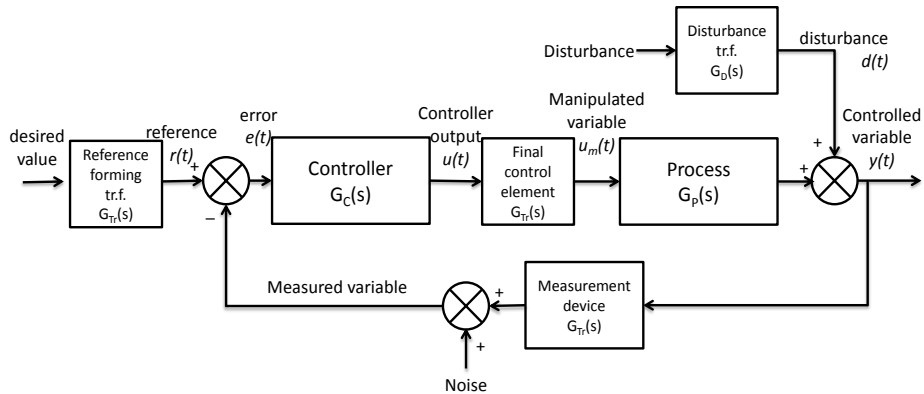 Disturbance
Disturbance
tr.f.
G_D(s)
disturbance
d(t)
desired
value
Reference
forming
tr.f.
G_Tr(s)
reference
r(t)
+
−
error
e(t)
Controller
G_C(s)
Controller
output
u(t)
Final
control
element
G_Tr(s)
Manipulated
variable
u_m(t)
Process
G_P(s)
+
+
Controlled
variable
y(t)
Measured variable
+
+
Measurement
device
G_Tr(s)
Noise